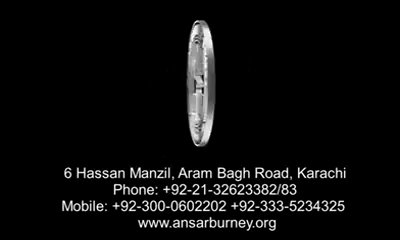 6 Hassan Manzil, Aram Bagh Road, Karachi
Phone: +92-21-32623382/83
Mobile: +92-300-0602202 +92-333-5234325
www.ansarburney.org